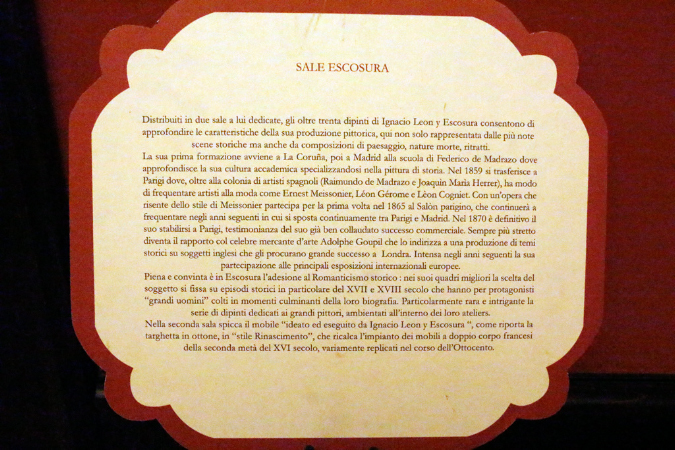 SALE ESCOSURA
Distribuiti in due sale a lui dedicate, gli oltre trenta dipinti di Ignacio Leon y Escosura consentono di
approfondire le caratteristiche della sua produzione pittorica, qui non solo rappresentata dalle più note
scene storiche ma anche da composizioni di paesaggio, nature morte, ritratti.
La sua prima formazione avviene a La Coruña, poi a Madrid alla scuola di Federico de Madrazo dove
approfondisce la sua cultura accademica specializzandosi nella pittura di storia. Nel 1859 si trasferisce a
Parigi dove, oltre alla colonia di artisti spagnoli (Raimundo de Madrazo e Joaquin Maria Herrer), ha modo
di frequentare artisti alla moda come Ernest Meissonier, Lèon Gérome e Lèon Cogniet. Con un'opera che
risente dello stile di Meissonier partecipa per la prima volta nel 1865 al Salón parigino, che continuerà a
frequentare negli anni seguenti in cui si sposta continuamente tra Parigi e Madrid. Nel 1870 è definitivo il
suo stabilirsi a Parigi, testimonianza del suo già ben collaudato successo commerciale. Sempre più stretto
diventa il rapporto col celebre mercante d'arte Adolphe Goupil che lo indirizza a una produzione di temi
storici su soggetti inglesi che gli procurano grande successo a Londra. Intensa negli anni seguenti la sua
partecipazione alle principali esposizioni internazionali europee.
Piena e convinta è in Escosura l'adesione al Romanticismo storico : nei suoi quadri migliori la scelta del
soggetto si fissa su episodi storici in particolare del XVII e XVIII secolo che hanno per protagonisti
"grandi uomini" colti in momenti culminanti della loro biografia. Particolarmente rara e intrigante la
serie di dipinti dedicati ai grandi pittori, ambientati all'interno dei loro ateliers.
Nella seconda sala spicca il mobile "ideato ed eseguito da Ignacio Leon y Escosura ", come riporta la
targhetta in ottone, in "stile Rinascimento", che ricalca l'impianto dei mobili a doppio corpo francesi
della seconda metà del XVI secolo, variamente replicati nel corso dell'Ottocento.